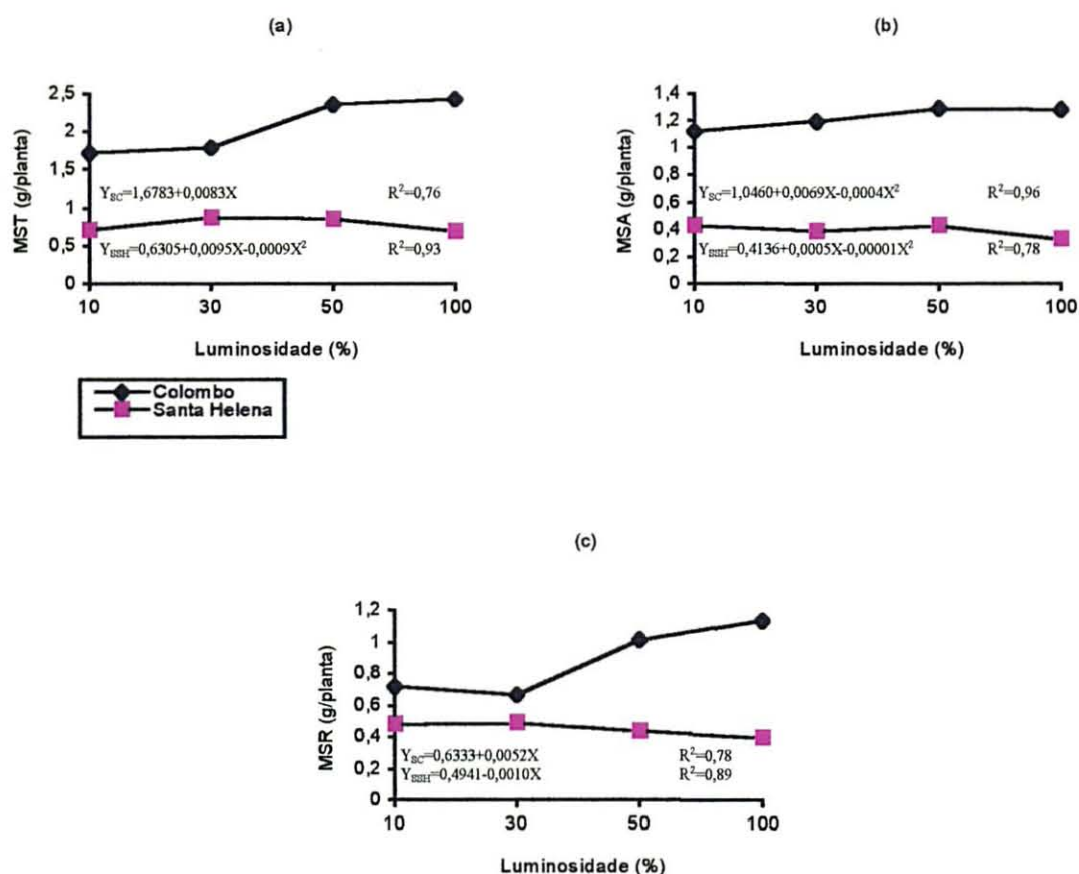 (a)
MST (g/planta)
2,5
2
1,5
1
0,5
0
Y_SC=1,6783+0,0083X R²=0,76
Y_SSH=0,6305+0,0095X-0,0009X² R²=0,93
10 30 50 100
Luminosidade (%)
Colombo
Santa Helena
(b)
MSA (g/planta)
1,4
1,2
1
0,8
0,6
0,4
0,2
0
Y_SC=1,0460+0,0069X-0,0004X² R²=0,96
Y_SSH=0,4136+0,0005X-0,00001X² R²=0,78
10 30 50 100
Luminosidade (%)
(c)
MSR (g/planta)
1,2
1
0,8
0,6
0,4
0,2
0
Y_SC=0,6333+0,0052X R²=0,78
Y_SSH=0,4941-0,0010X R²=0,89
10 30 50 100
Luminosidade (%)